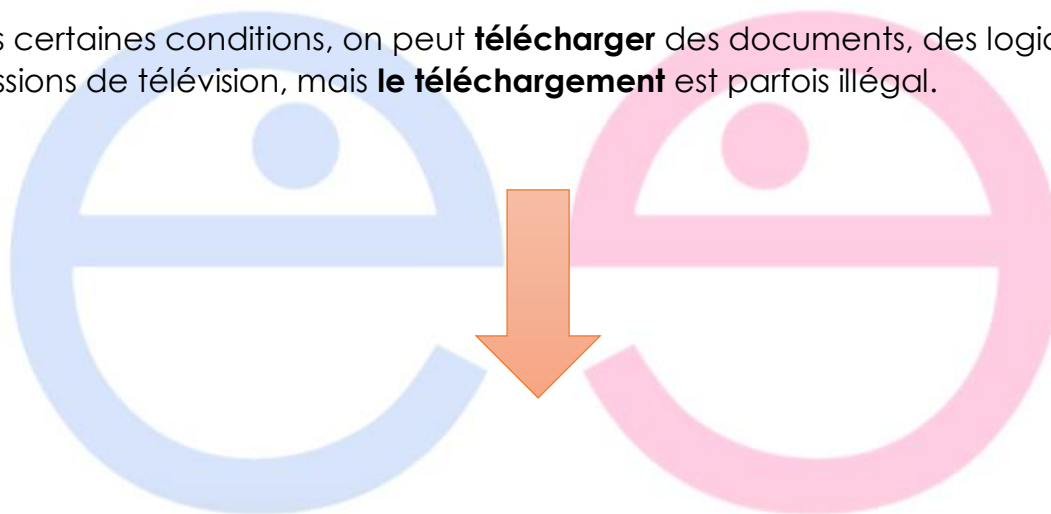 s certaines conditions, on peut télécharger des documents, des logic
ssions de télévision, mais le téléchargement est parfois illégal.